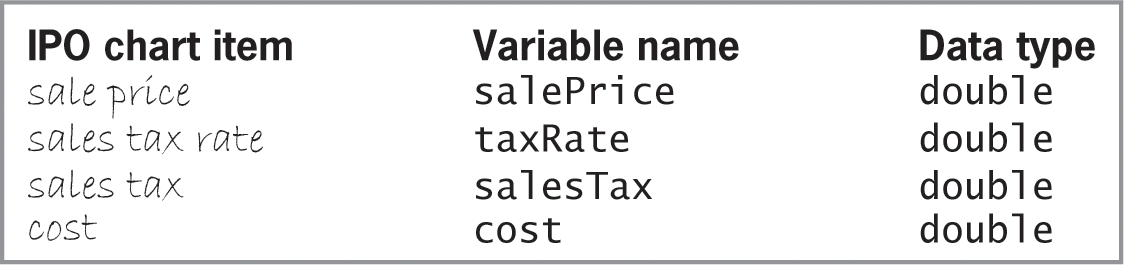 IPO chart item Variable name Data type
sale price salePrice double
sales tax rate taxRate double
sales tax salesTax double
cost cost double